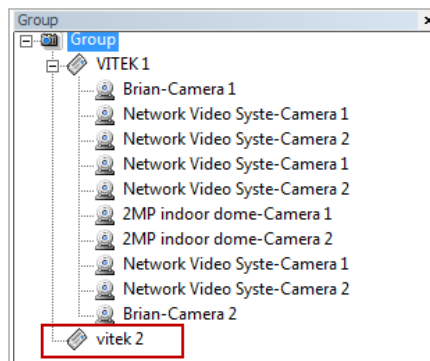 Group
Group
VITEK 1
Brian-Camera 1
Network Video Syste-Camera 1
Network Video Syste-Camera 2
Network Video Syste-Camera 1
Network Video Syste-Camera 2
2MP indoor dome-Camera 1
2MP indoor dome-Camera 2
Network Video Syste-Camera 1
Network Video Syste-Camera 2
Brian-Camera 2
vitek 2